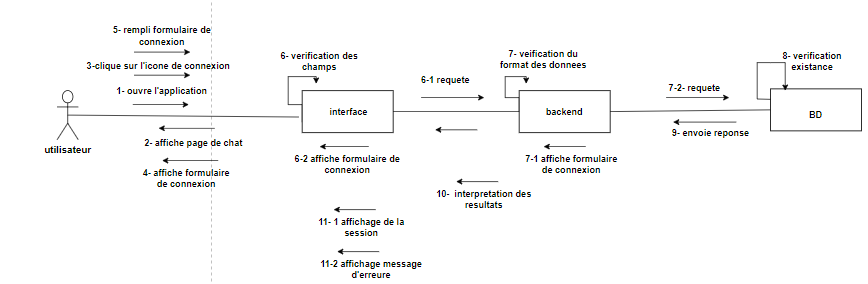 5- rempli formulaire de
connexion
3-clique sur l'icone de connexion
1- ouvre l'application
utilisateur
2- affiche page de chat
4- affiche formulaire
de connexion
6- verification des
champs
interface
6-1 requete
6-2 affiche formulaire de
connexion
7- veification du
format des donnees
backend
7-1 affiche formulaire
de connexion
7-2- requete
8- verification
existance
BD
9- envoie reponse
10- interpretation des
resultats
11- 1 affichage de la
session
11-2 affichage message
d'erreure